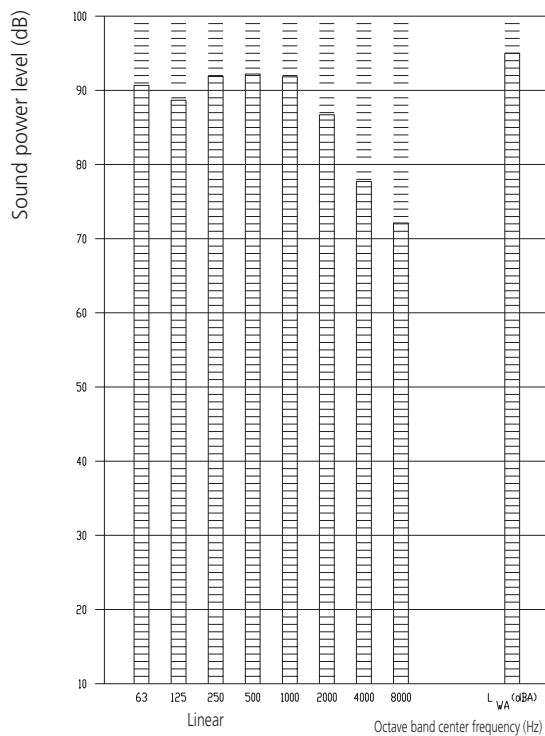 Sound power level (dB)
100
90
80
70
60
50
40
30
20
10
63 125 250 500 1000 2000 4000 8000 L WA (dBA)
Linear
Octave band center frequency (Hz)